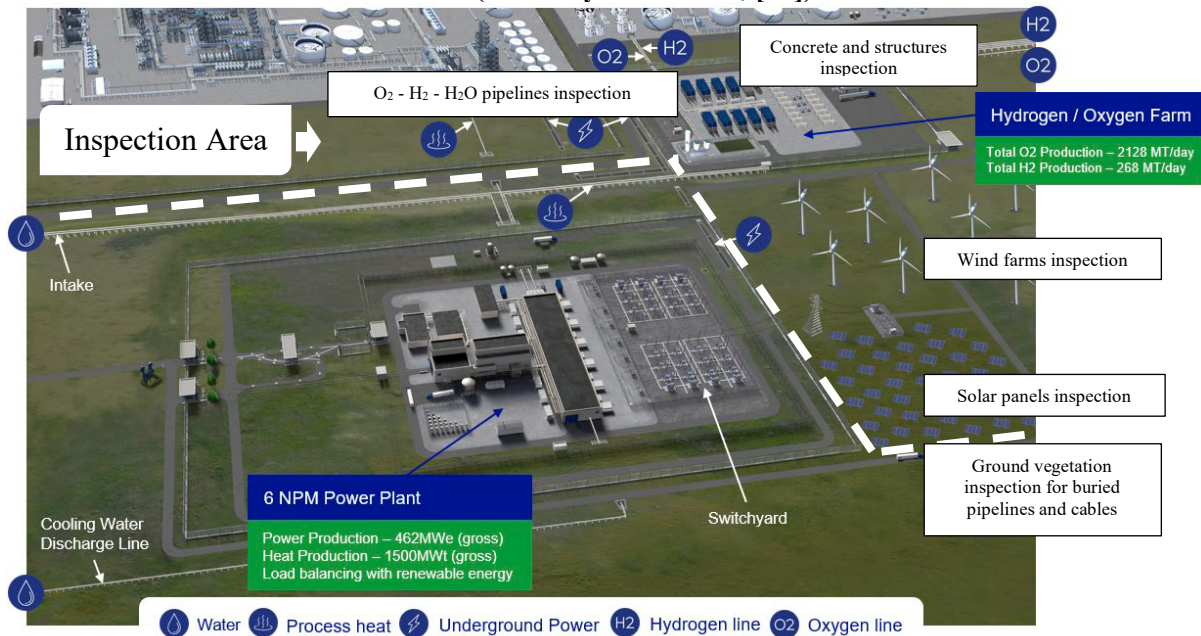 H2
O2
H2
O2
Concrete and structures
inspection
O₂ - H₂ - H₂O pipelines inspection
Inspection Area
Hydrogen / Oxygen Farm
Total O2 Production – 2128 MT/day
Total H2 Production – 268 MT/day
Intake
Wind farms inspection
Solar panels inspection
Ground vegetation
inspection for buried
pipelines and cables
6 NPM Power Plant
Power Production – 462MWe (gross)
Heat Production – 1500MWt (gross)
Load balancing with renewable energy
Switchyard
Cooling Water
Discharge Line
Water
Process heat
Underground Power
H2 Hydrogen line
O2 Oxygen line